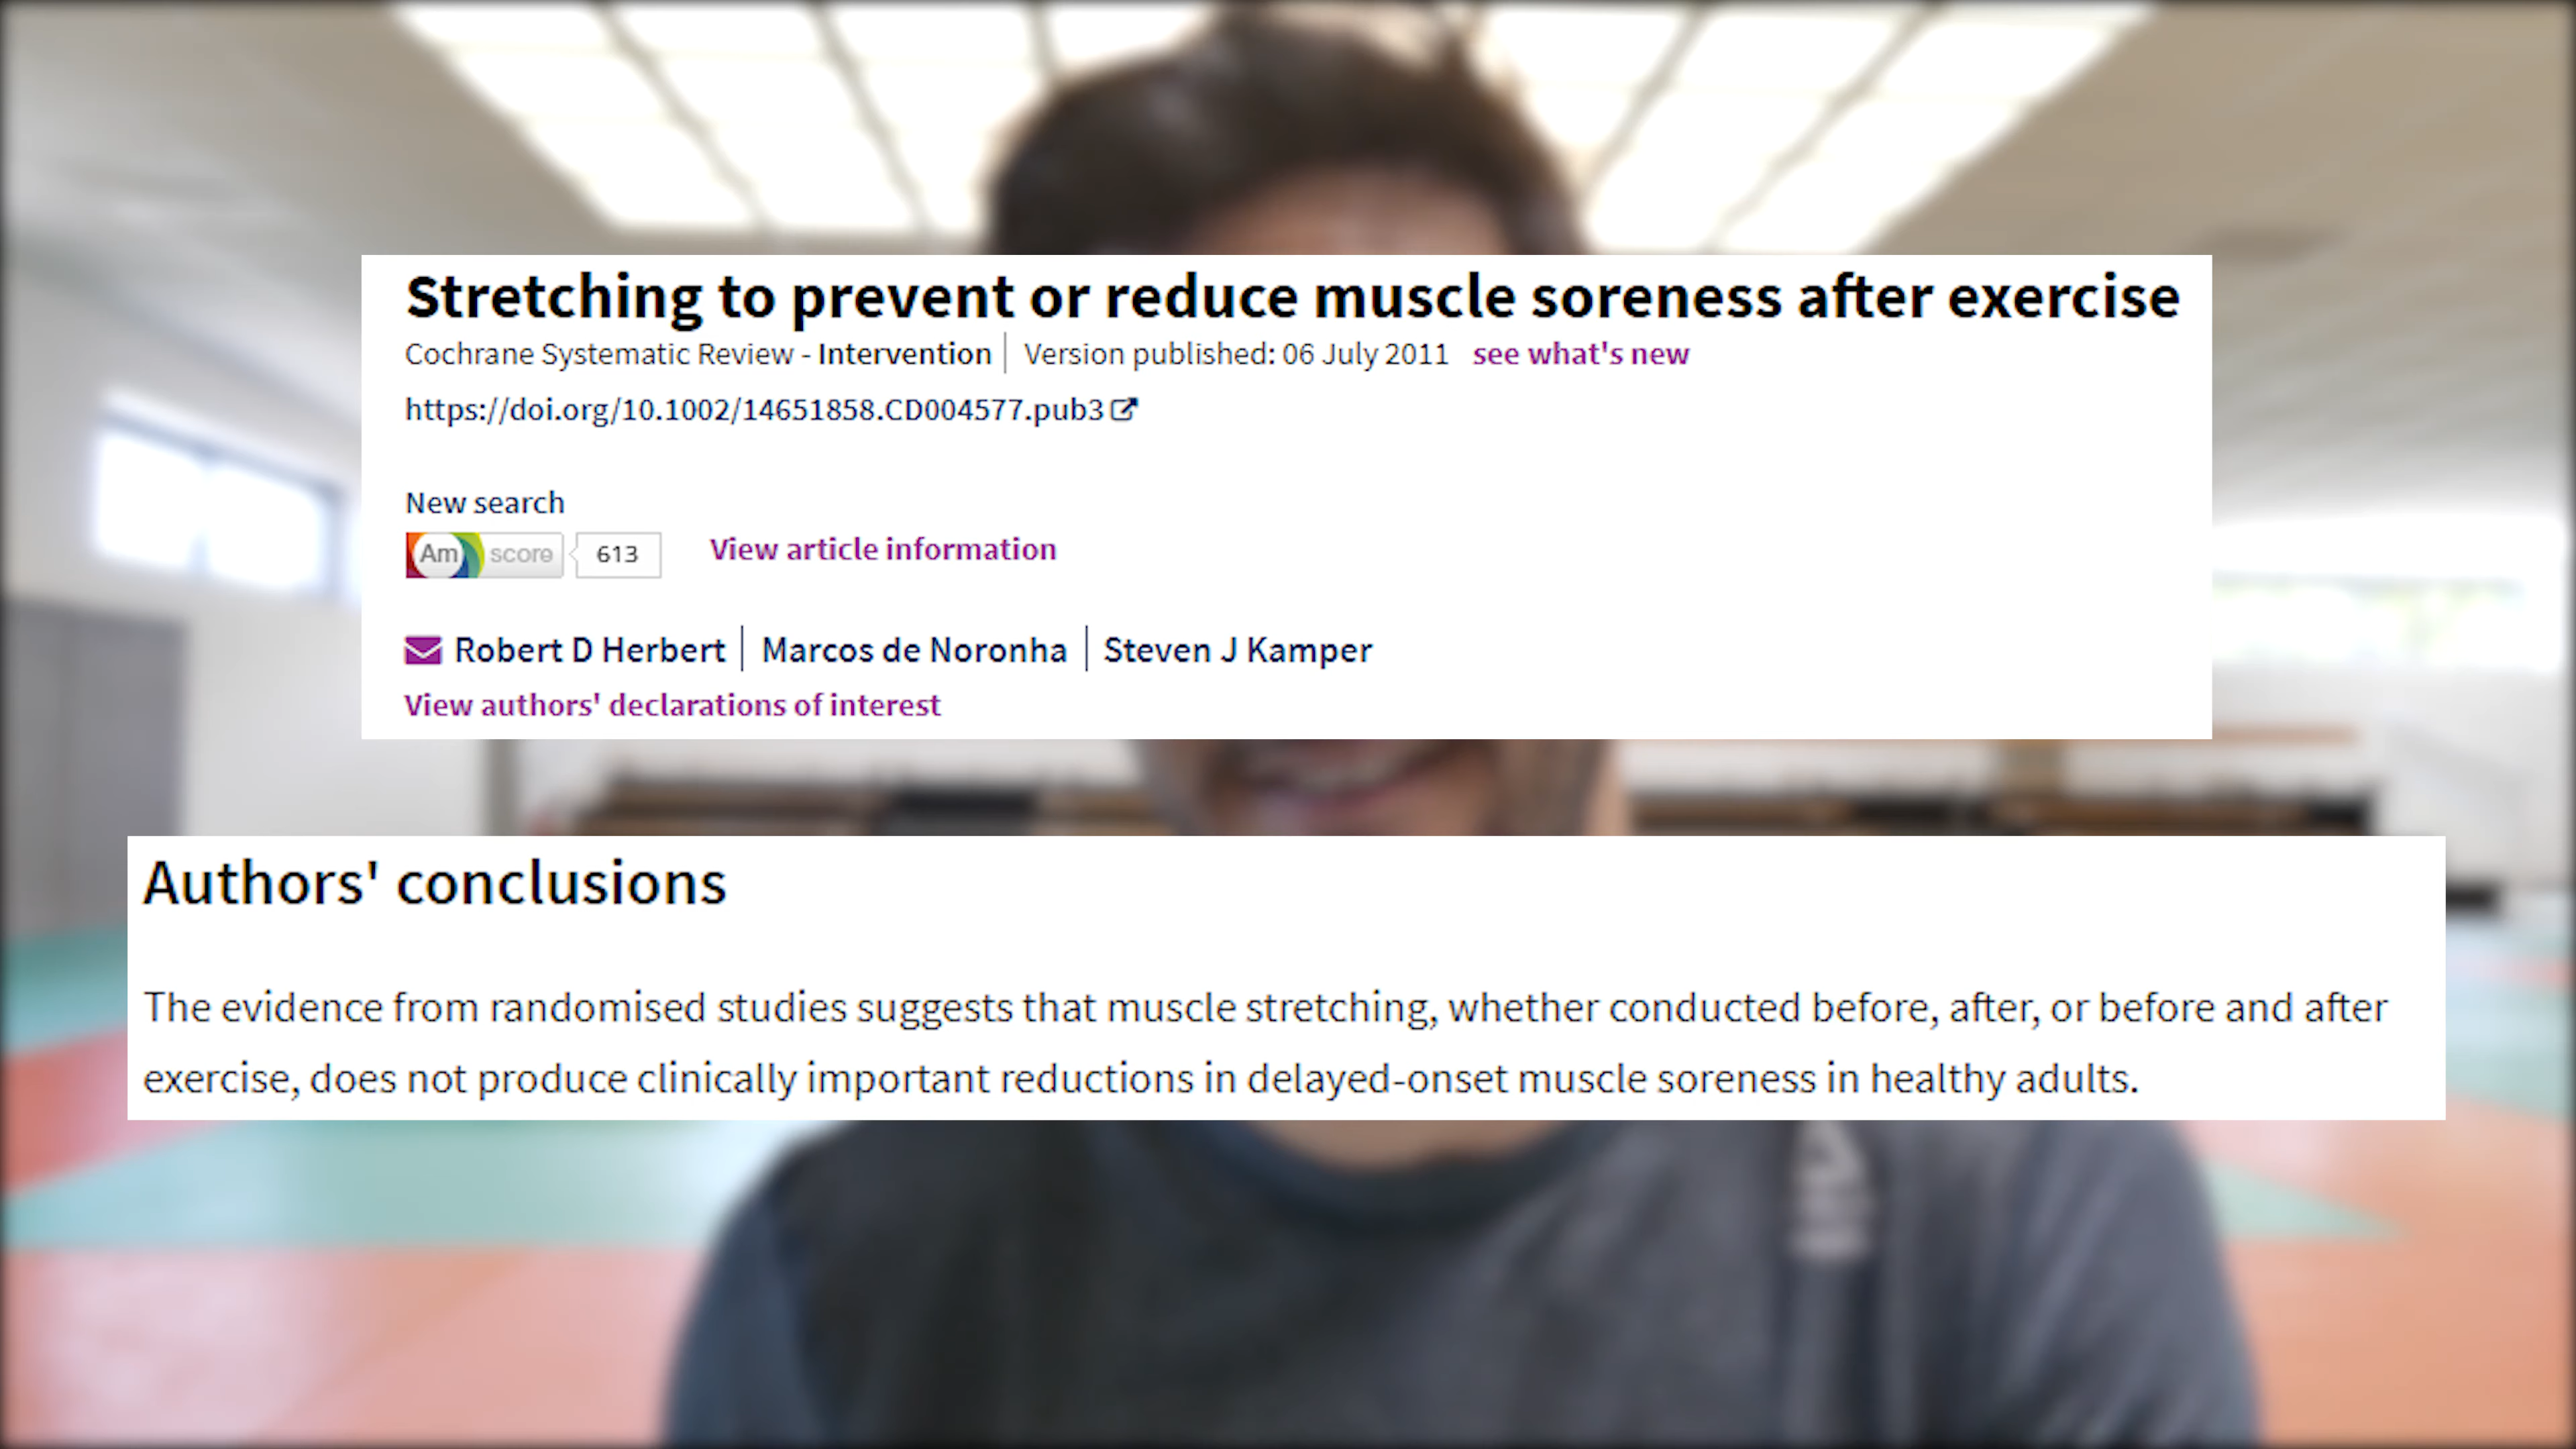 Stretching to prevent or reduce muscle soreness after exercise
Cochrane Systematic Review - Intervention | Version published: 06 July 2011 see what's new
https://doi.org/10.1002/14651858.CD004577.pub3
New search
Am score 613 View article information
Robert D Herbert | Marcos de Noronha | Steven J Kamper
View authors' declarations of interest
Authors' conclusions
The evidence from randomised studies suggests that muscle stretching, whether conducted before, after, or before and after
exercise, does not produce clinically important reductions in delayed-onset muscle soreness in healthy adults.